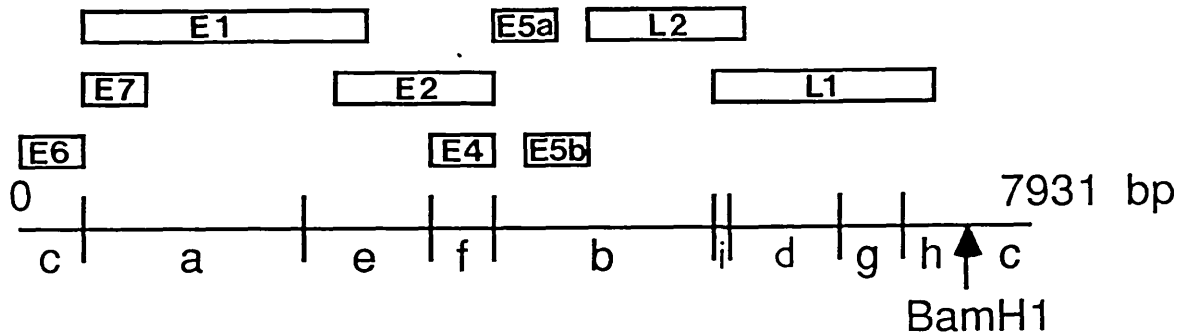 E1 E5a L2
E7 E2 L1
E6 E4 E5b
0 7931 bp
c a e f b i d g h c
BamH1